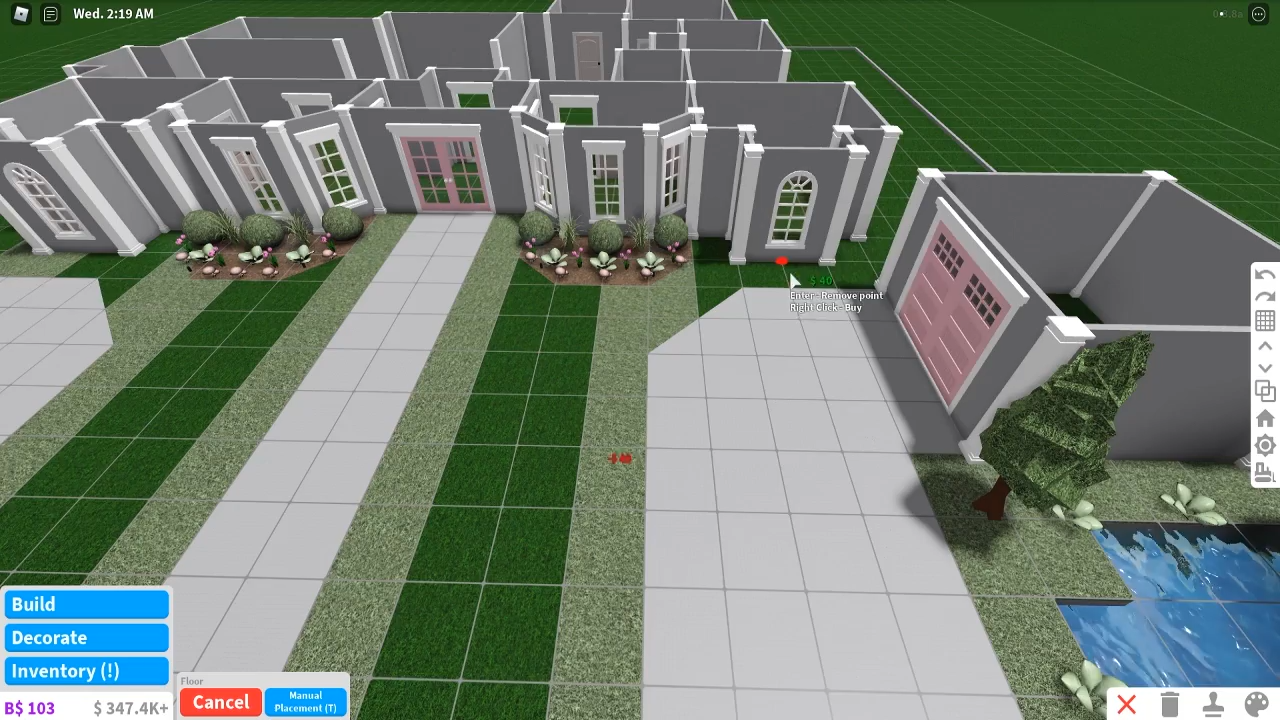 Wed. 2:19 AM
$ 40
Enter - Remove point
Right Click - Buy
Build
Decorate
Inventory (!)
B$ 103
$ 347.4K+
Floor
Cancel
Manual
Placement (T)